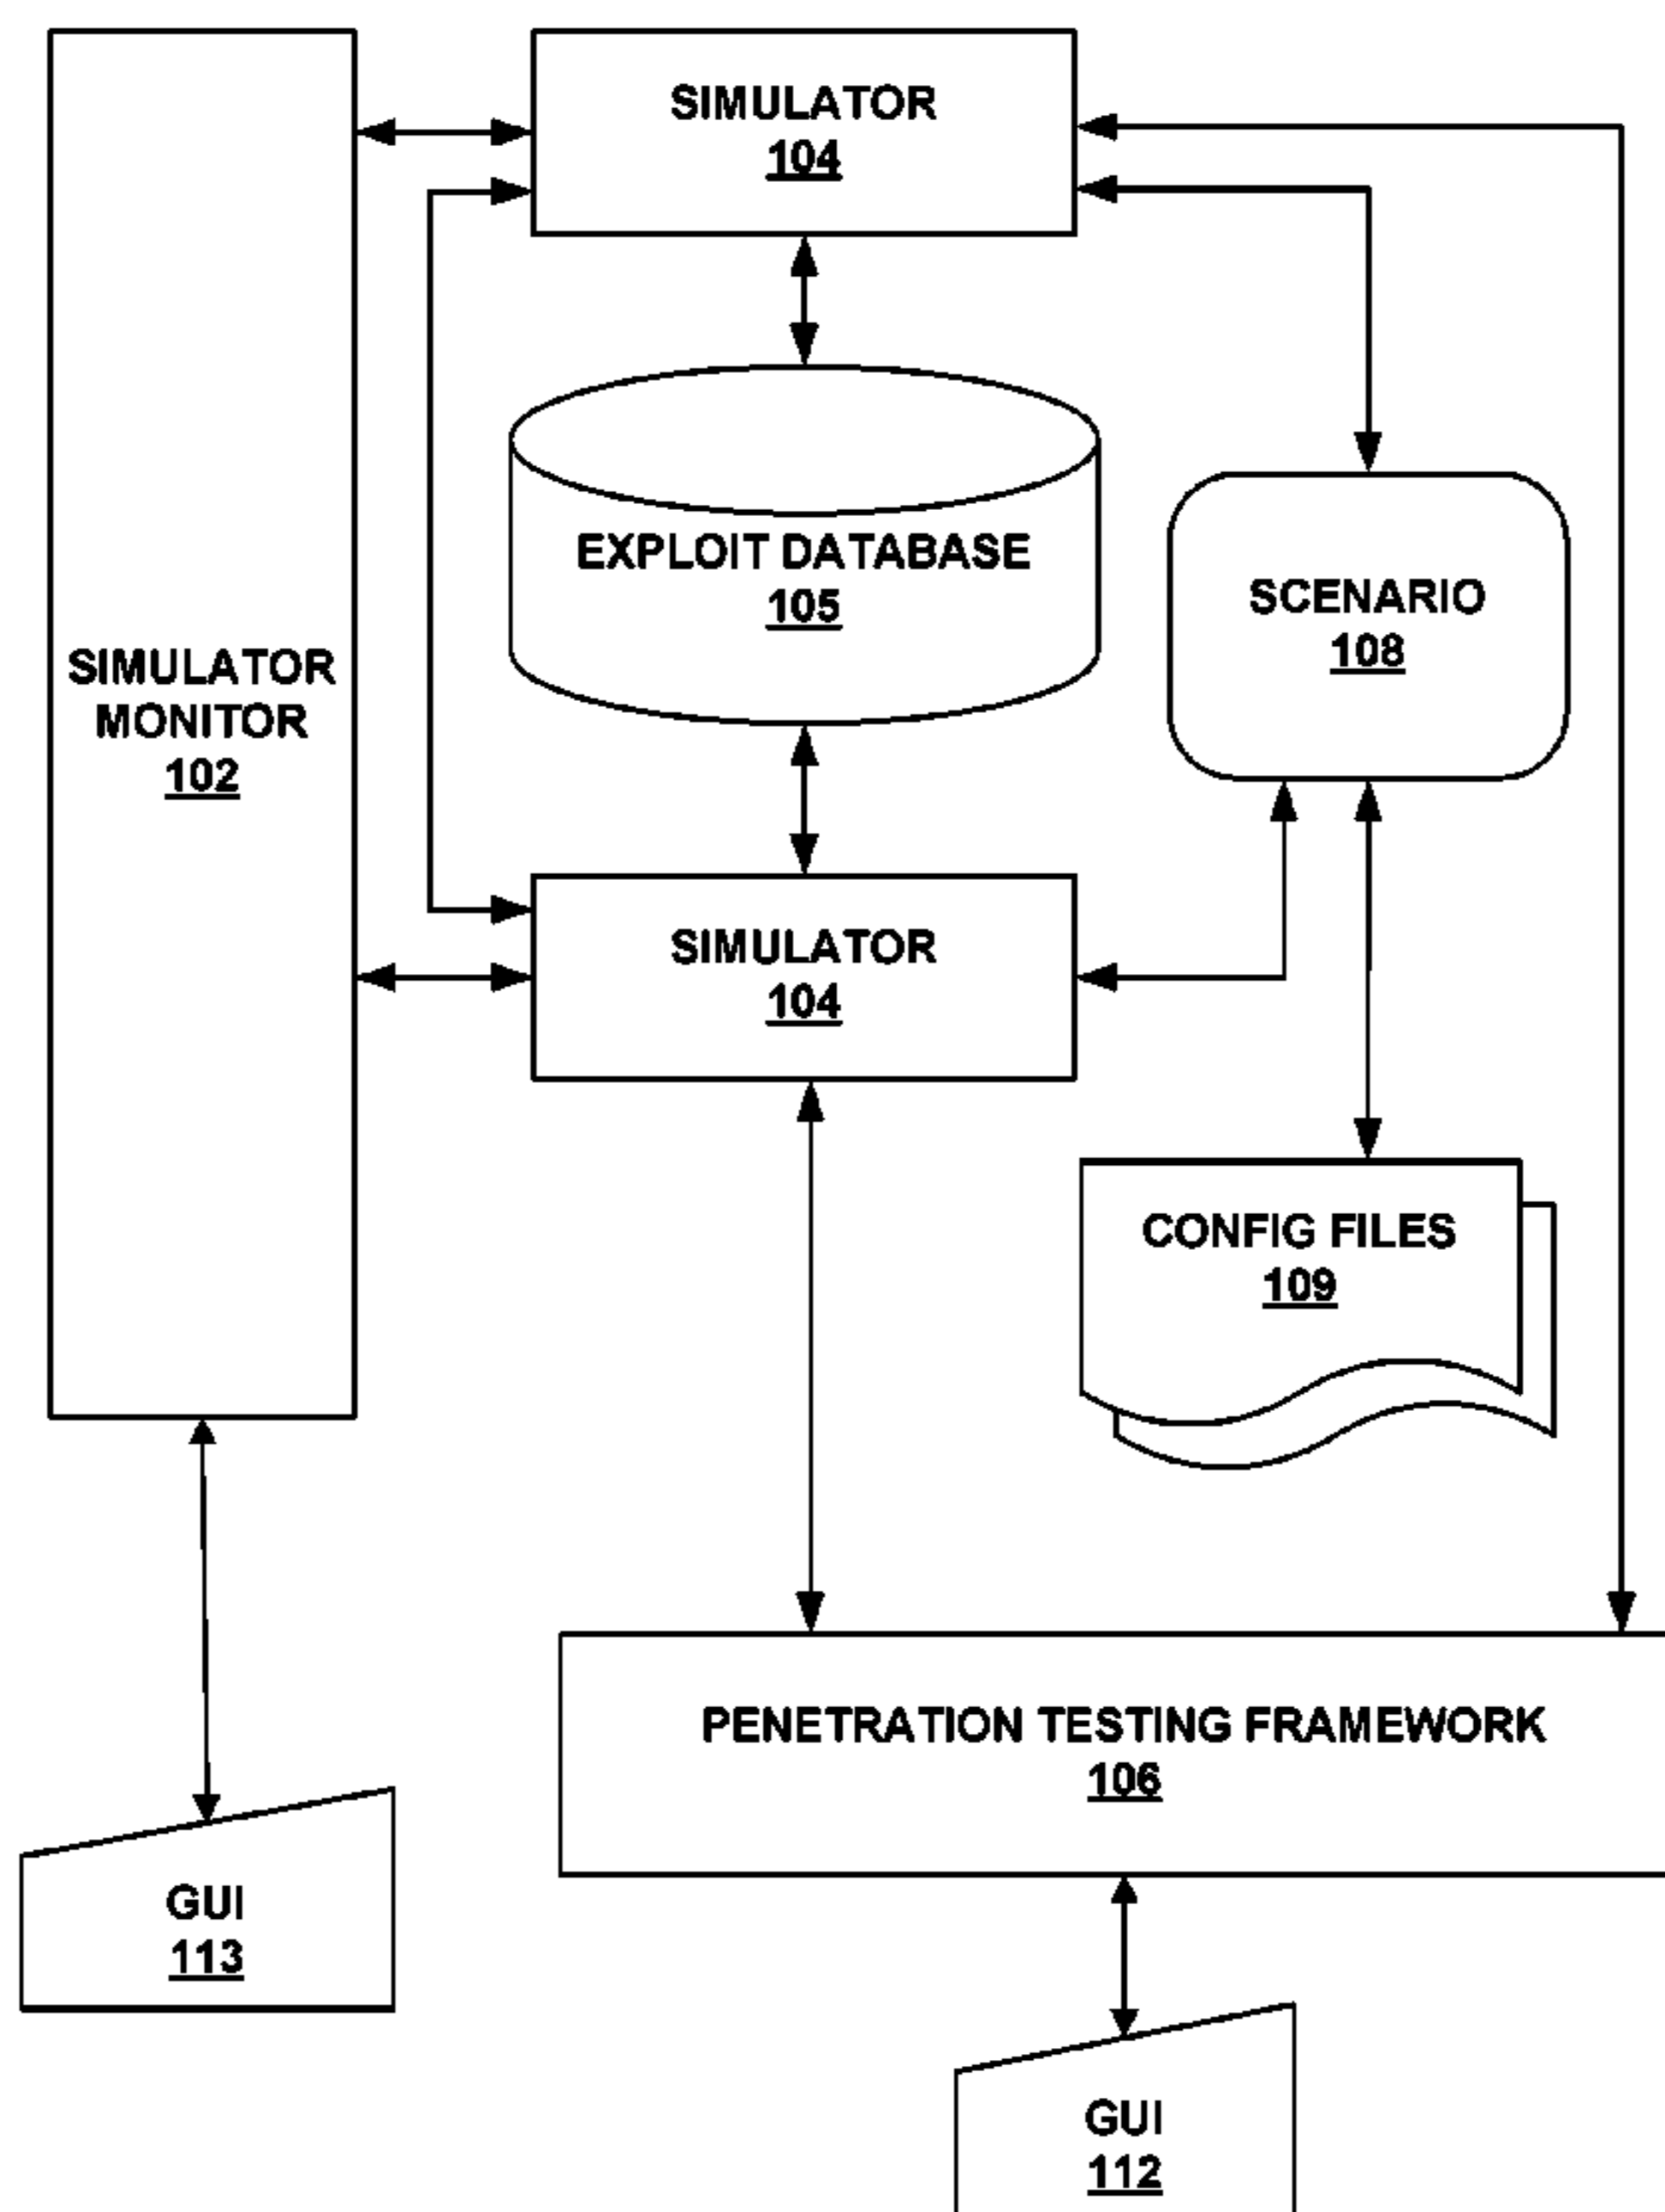 SIMULATOR
104
EXPLOIT DATABASE
105
SCENARIO
108
SIMULATOR
MONITOR
102
SIMULATOR
104
CONFIG FILES
109
PENETRATION TESTING FRAMEWORK
106
GUI
113
GUI
112